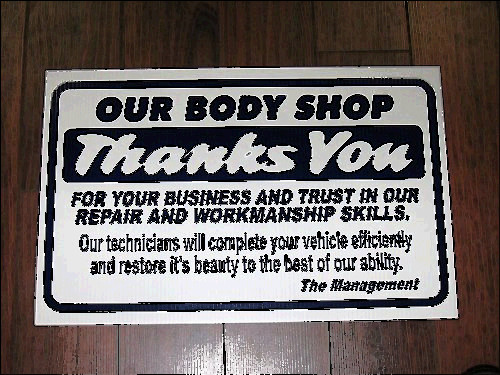 OUR BODY SHOP
Thanks You
FOR YOUR BUSINESS AND TRUST IN OUR
REPAIR AND WORKMANSHIP SKILLS.
Our technicians will complete your vehicle efficiently
and restore it's beauty to the best of our ability.
The Management